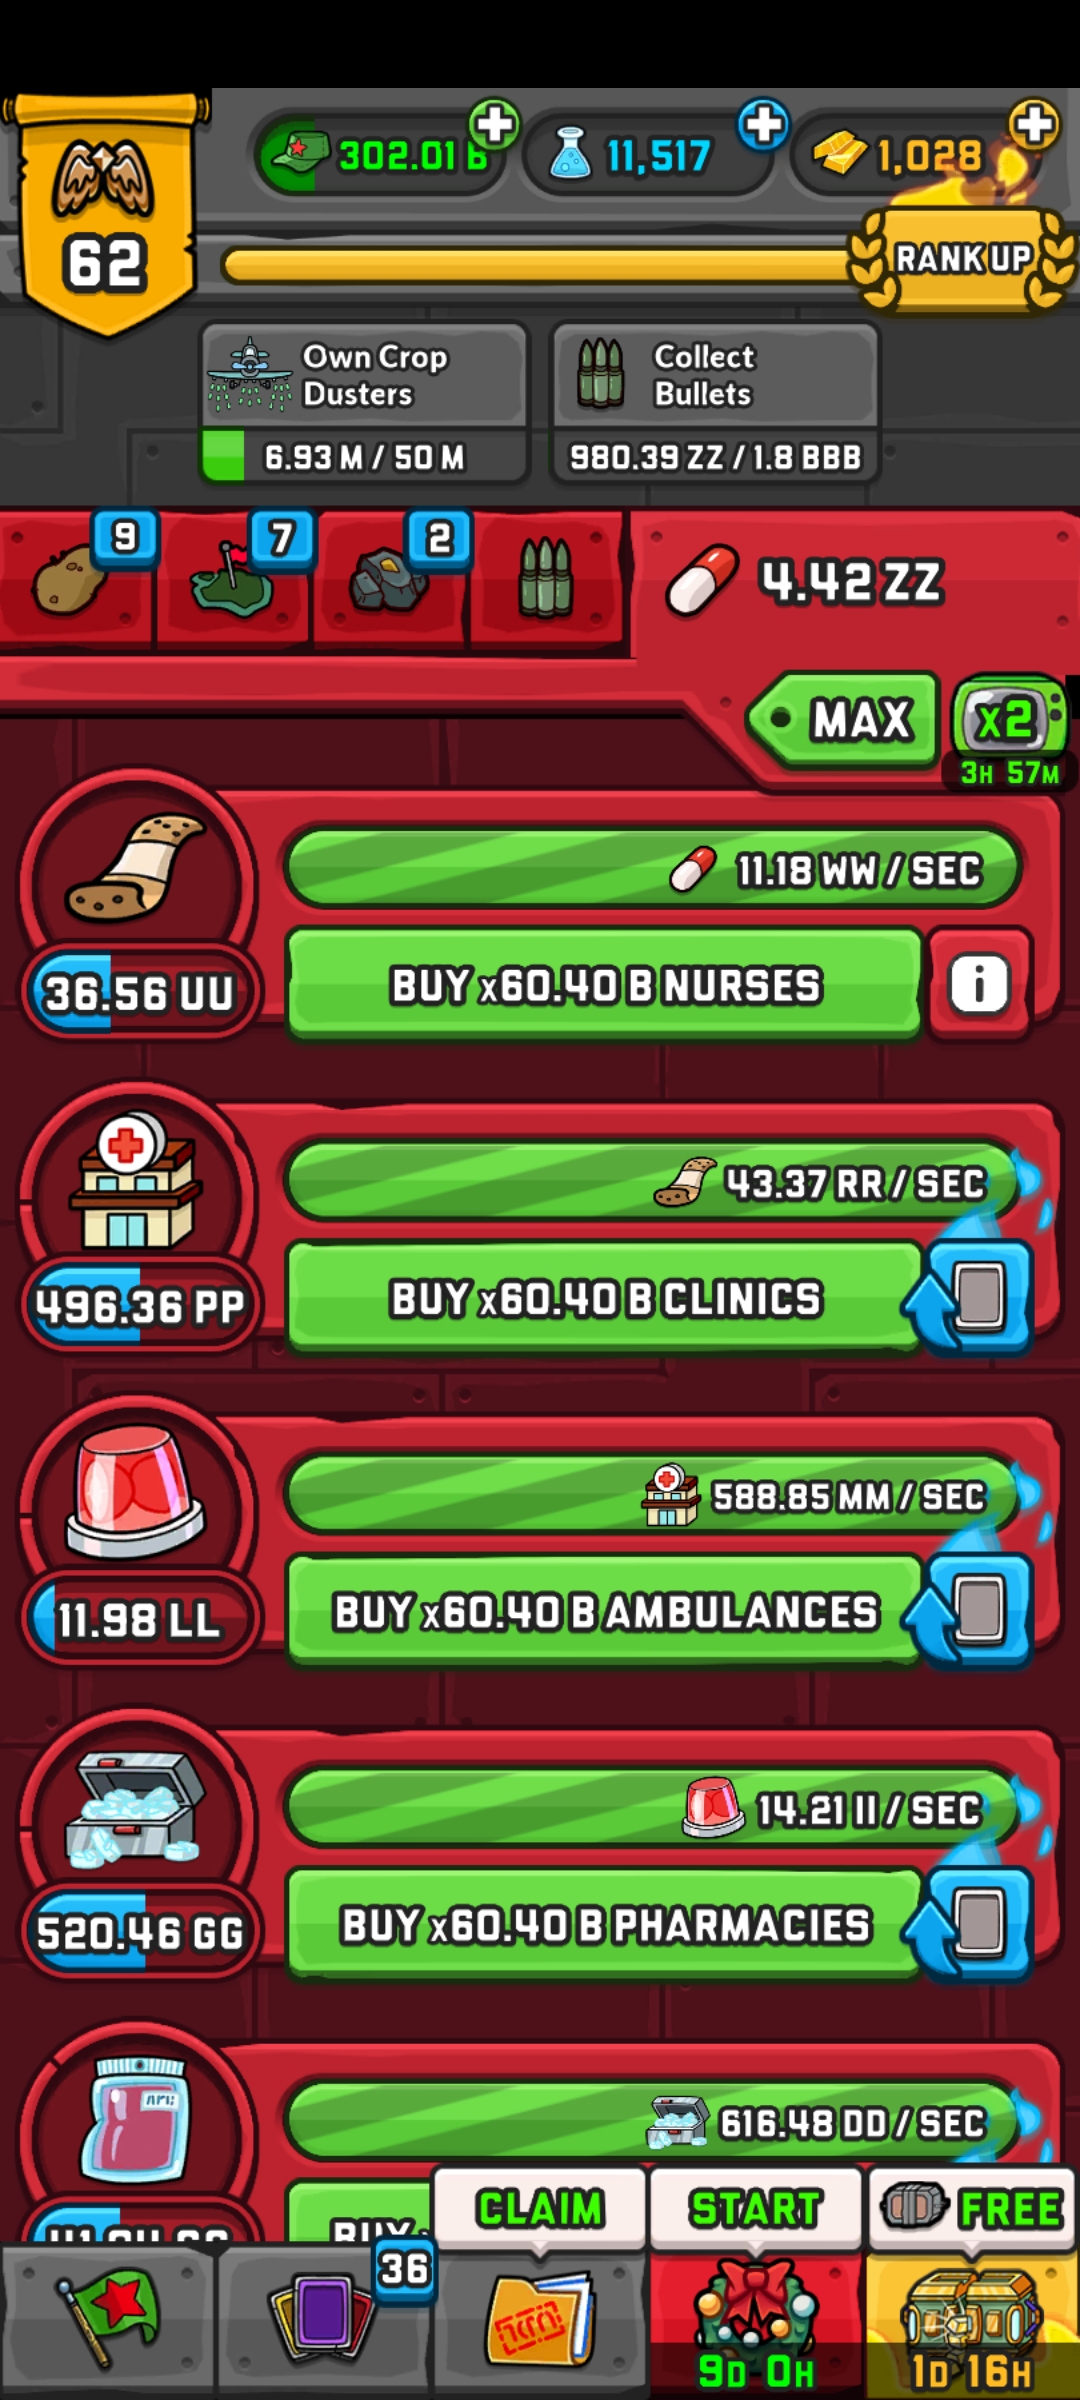 302.01 B
11,517
1,028
62
RANK UP
Own Crop
Dusters
6.93 M / 50 M
Collect
Bullets
980.39 ZZ / 1.8 BBB
9
7
2
4.42 ZZ
MAX
x2
3H 57M
11.18 WW / SEC
36.56 UU
BUY x60.40 B NURSES
i
43.37 RR / SEC
496.36 PP
BUY x60.40 B CLINICS
588.85 MM / SEC
11.98 LL
BUY x60.40 B AMBULANCES
14.21 II / SEC
520.46 GG
BUY x60.40 B PHARMACIES
616.48 DD / SEC
BUY
CLAIM
START
FREE
36
9D 0H
1D 16H